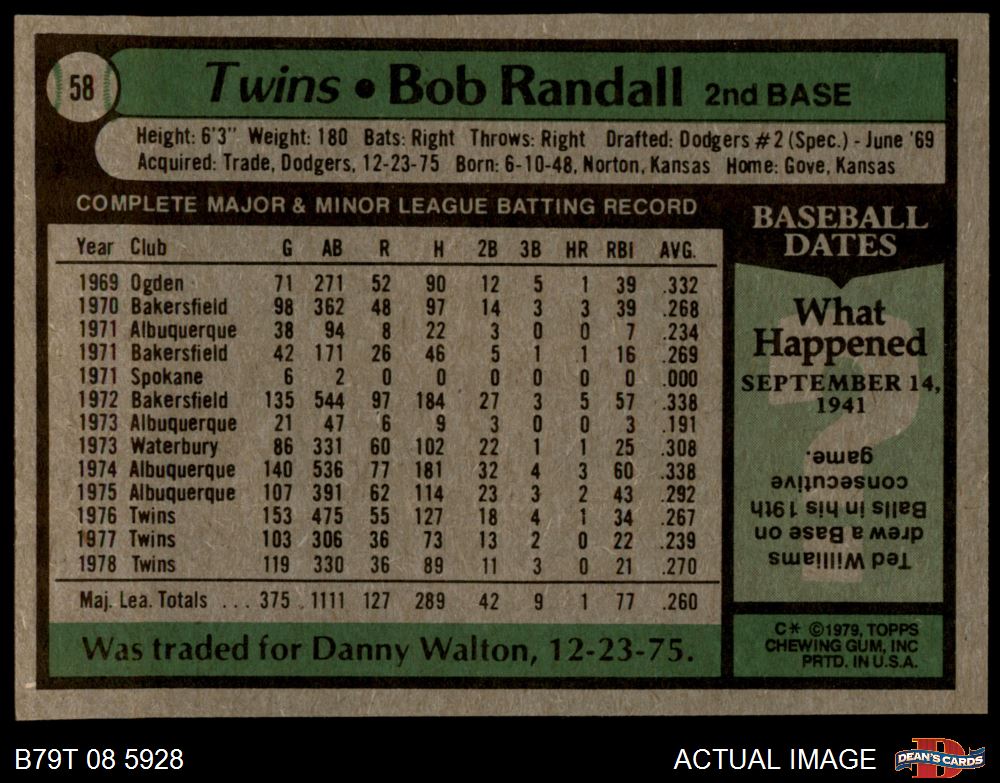 58
Twins • Bob Randall 2nd BASE
Height: 6'3" Weight: 180 Bats: Right Throws: Right Drafted: Dodgers #2 (Spec.) - June '69
Acquired: Trade, Dodgers, 12-23-75 Born: 6-10-48, Norton, Kansas Home: Gove, Kansas
COMPLETE MAJOR & MINOR LEAGUE BATTING RECORD
Year Club G AB R H 2B 3B HR RBI AVG.
1969 Ogden 71 271 52 90 12 5 1 39 .332
1970 Bakersfield 98 362 48 97 14 3 3 39 .268
1971 Albuquerque 38 94 8 22 3 0 0 7 .234
1971 Bakersfield 42 171 26 46 5 1 1 16 .269
1971 Spokane 6 2 0 0 0 0 0 0 .000
1972 Bakersfield 135 544 97 184 27 3 5 57 .338
1973 Albuquerque 21 47 6 9 3 0 0 3 .191
1973 Waterbury 86 331 60 102 22 1 1 25 .308
1974 Albuquerque 140 536 77 181 32 4 3 60 .338
1975 Albuquerque 107 391 62 114 23 3 2 43 .292
1976 Twins 153 475 55 127 18 4 1 34 .267
1977 Twins 103 306 36 73 13 2 0 22 .239
1978 Twins 119 330 36 89 11 3 0 21 .270
Maj. Lea. Totals ... 375 1111 127 289 42 9 1 77 .260
Was traded for Danny Walton, 12-23-75.
BASEBALL
DATES
What
Happened
SEPTEMBER 14,
1941
?
Ted Williams
drew a Base on
Balls in his 19th
consecutive
game.
C* ©1979, TOPPS
CHEWING GUM, INC
PRTD. IN U.S.A.
B79T 08 5928
ACTUAL IMAGE
D
DEAN'S CARDS